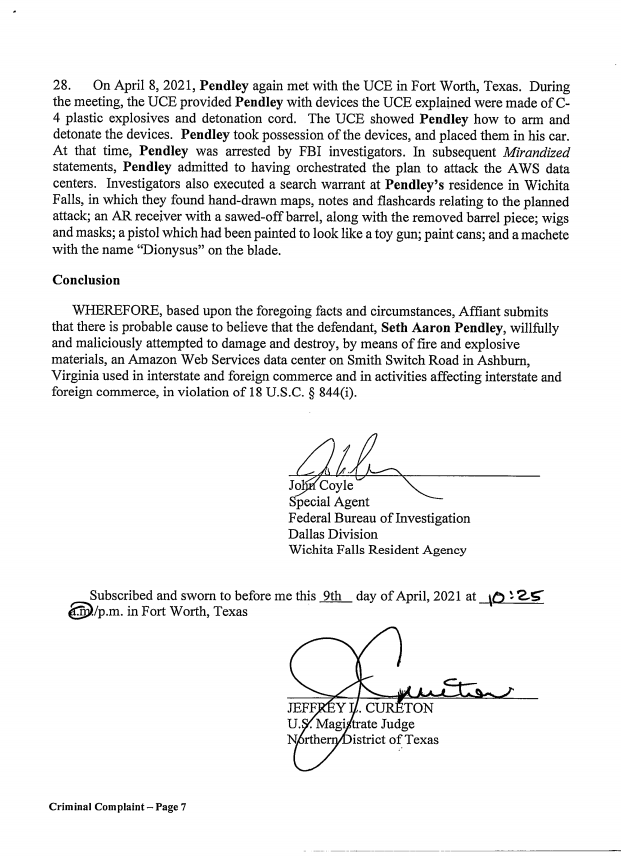 28. On April 8, 2021, Pendley again met with the UCE in Fort Worth, Texas. During
the meeting, the UCE provided Pendley with devices the UCE explained were made of C-
4 plastic explosives and detonation cord. The UCE showed Pendley how to arm and
detonate the devices. Pendley took possession of the devices, and placed them in his car.
At that time, Pendley was arrested by FBI investigators. In subsequent Mirandized
statements, Pendley admitted to having orchestrated the plan to attack the AWS data
centers. Investigators also executed a search warrant at Pendley's residence in Wichita
Falls, in which they found hand-drawn maps, notes and flashcards relating to the planned
attack; an AR receiver with a sawed-off barrel, along with the removed barrel piece; wigs
and masks; a pistol which had been painted to look like a toy gun; paint cans; and a machete
with the name “Dionysus” on the blade.
Conclusion
WHEREFORE, based upon the foregoing facts and circumstances, Affiant submits
that there is probable cause to believe that the defendant, Seth Aaron Pendley, willfully
and maliciously attempted to damage and destroy, by means of fire and explosive
materials, an Amazon Web Services data center on Smith Switch Road in Ashburn,
Virginia used in interstate and foreign commerce and in activities affecting interstate and
foreign commerce, in violation of 18 U.S.C. § 844(i).
John Coyle
Special Agent
Federal Bureau of Investigation
Dallas Division
Wichita Falls Resident Agency
Subscribed and sworn to before me this 9th day of April, 2021 at 10:25
a.m./p.m. in Fort Worth, Texas
JEFFREY L. CURETON
U.S. Magistrate Judge
Northern District of Texas
Criminal Complaint – Page 7